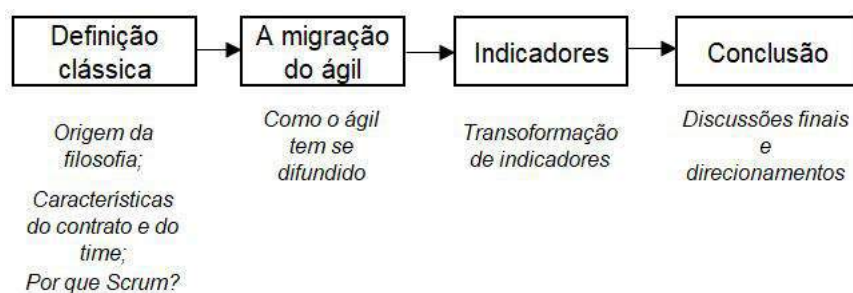 Definição
clássica
A migração
do ágil
Indicadores
Conclusão
Origem da
filosofia;
Características
do contrato e do
time;
Por que Scrum?
Como o ágil
tem se
difundido
Transoformação
de indicadores
Discussões finais
e
direcionamentos